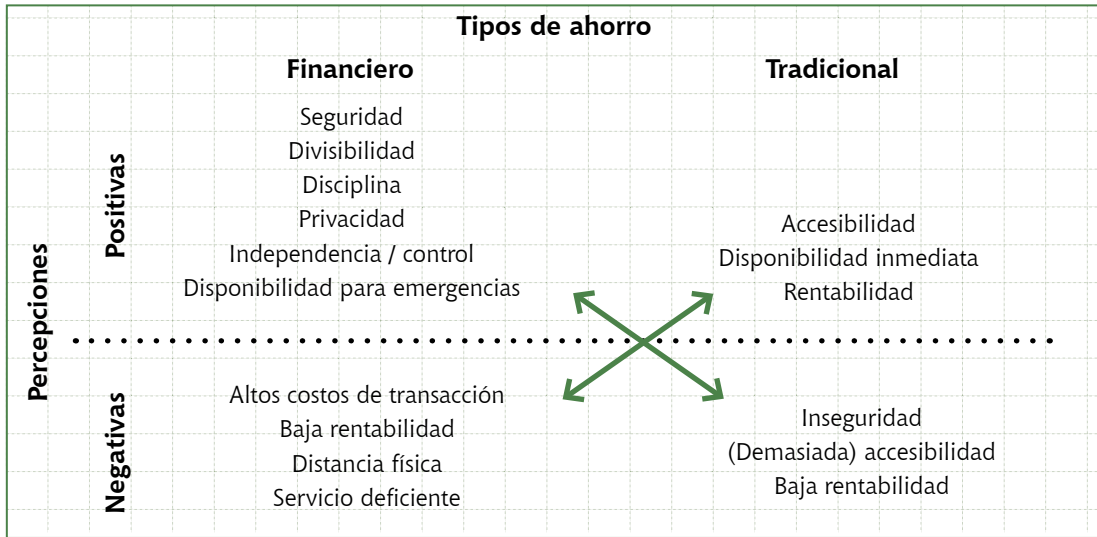 Tipos de ahorro
Financiero
Tradicional
Percepciones
Positivas
Seguridad
Divisibilidad
Disciplina
Privacidad
Independencia / control
Disponibilidad para emergencias
Accesibilidad
Disponibilidad inmediata
Rentabilidad
Negativas
Altos costos de transacción
Baja rentabilidad
Distancia física
Servicio deficiente
Inseguridad
(Demasiada) accesibilidad
Baja rentabilidad